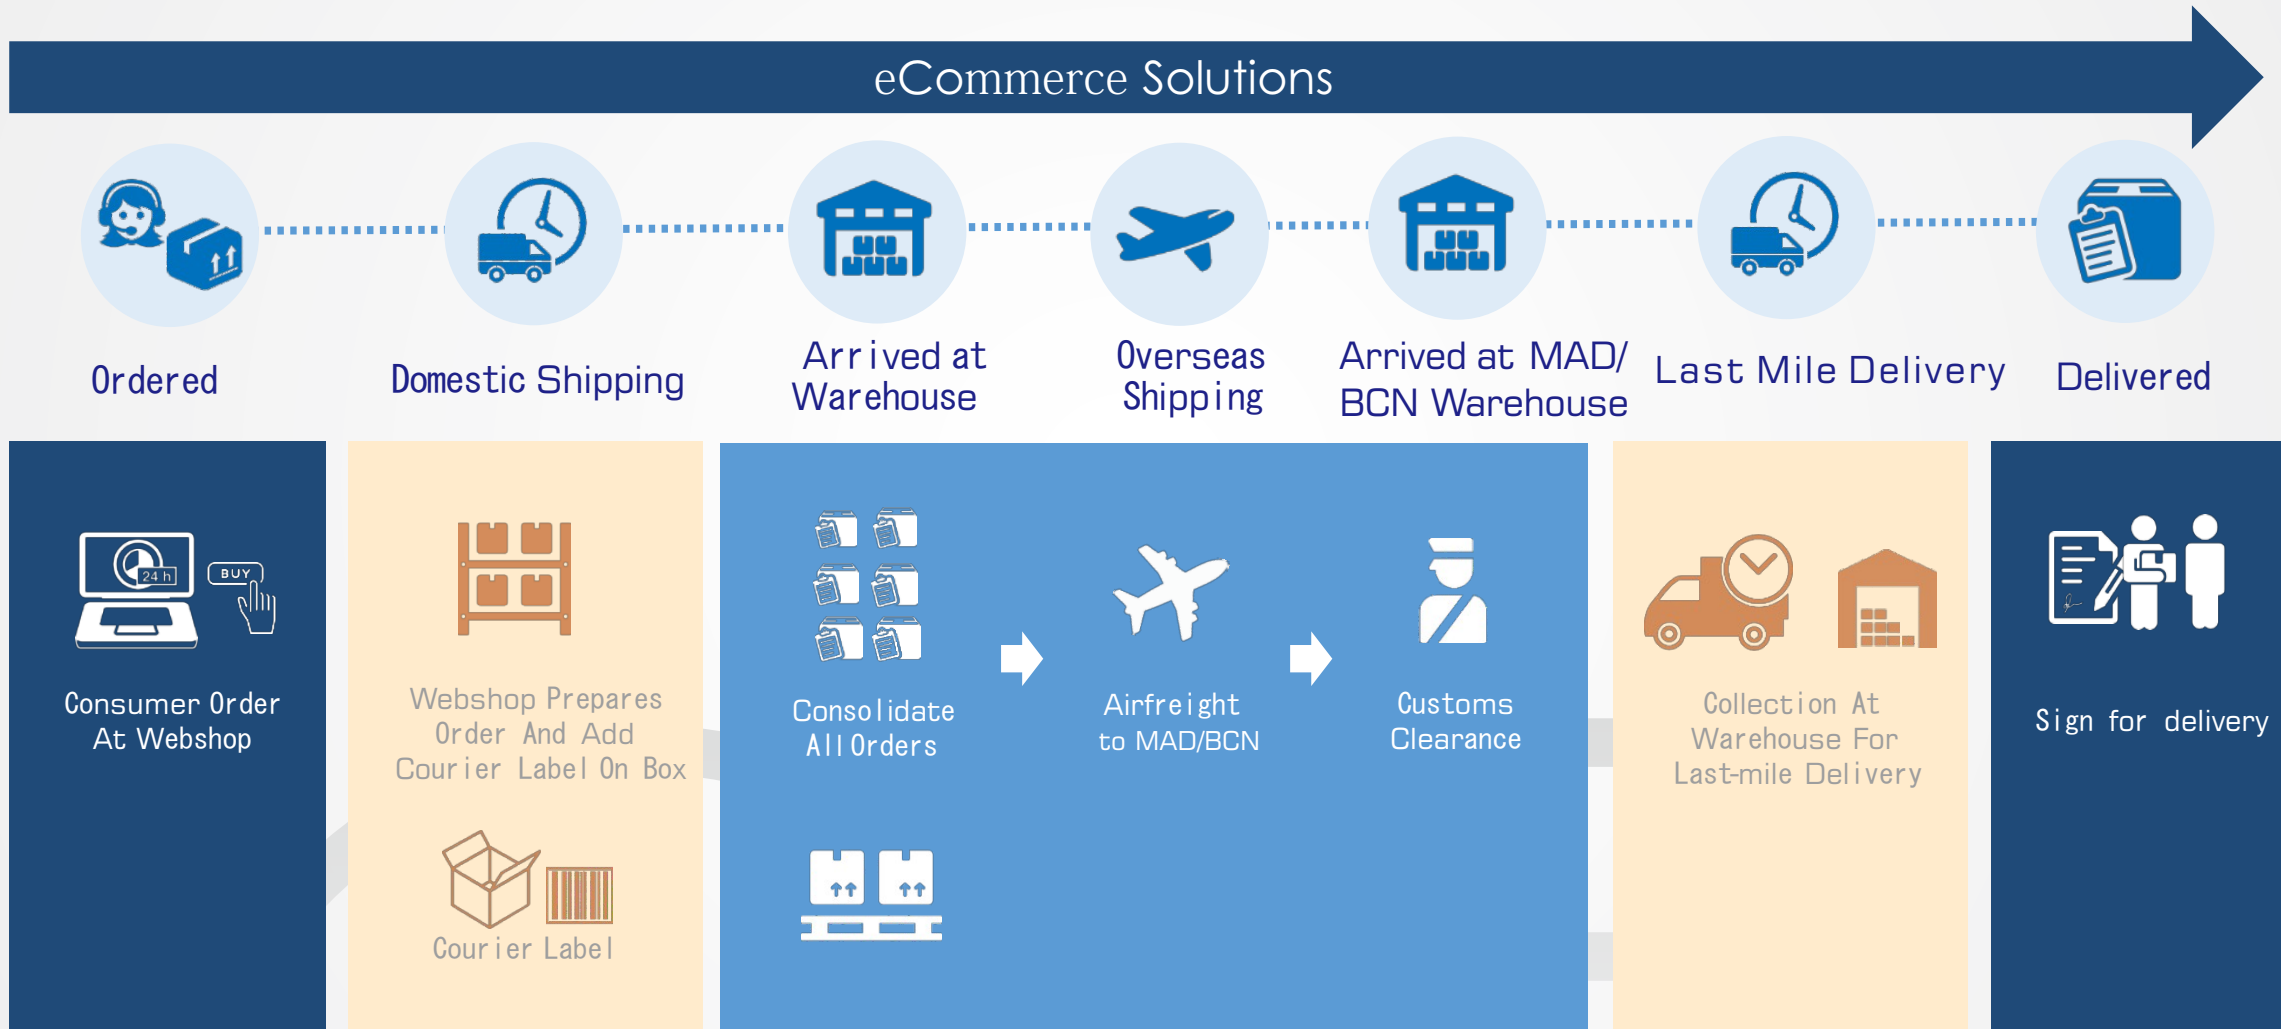 eCommerce Solutions
Ordered
Domestic Shipping
Arrived at
Warehouse
Overseas
Shipping
Arrived at MAD/
BCN Warehouse
Last Mile Delivery
Delivered
24 h
BUY
Consumer Order
At Webshop
Webshop Prepares
Order And Add
Courier Label On Box
Courier Label
Consolidate
All Orders
Airfreight
to MAD/BCN
Customs
Clearance
Collection At
Warehouse For
Last-mile Delivery
Sign for delivery